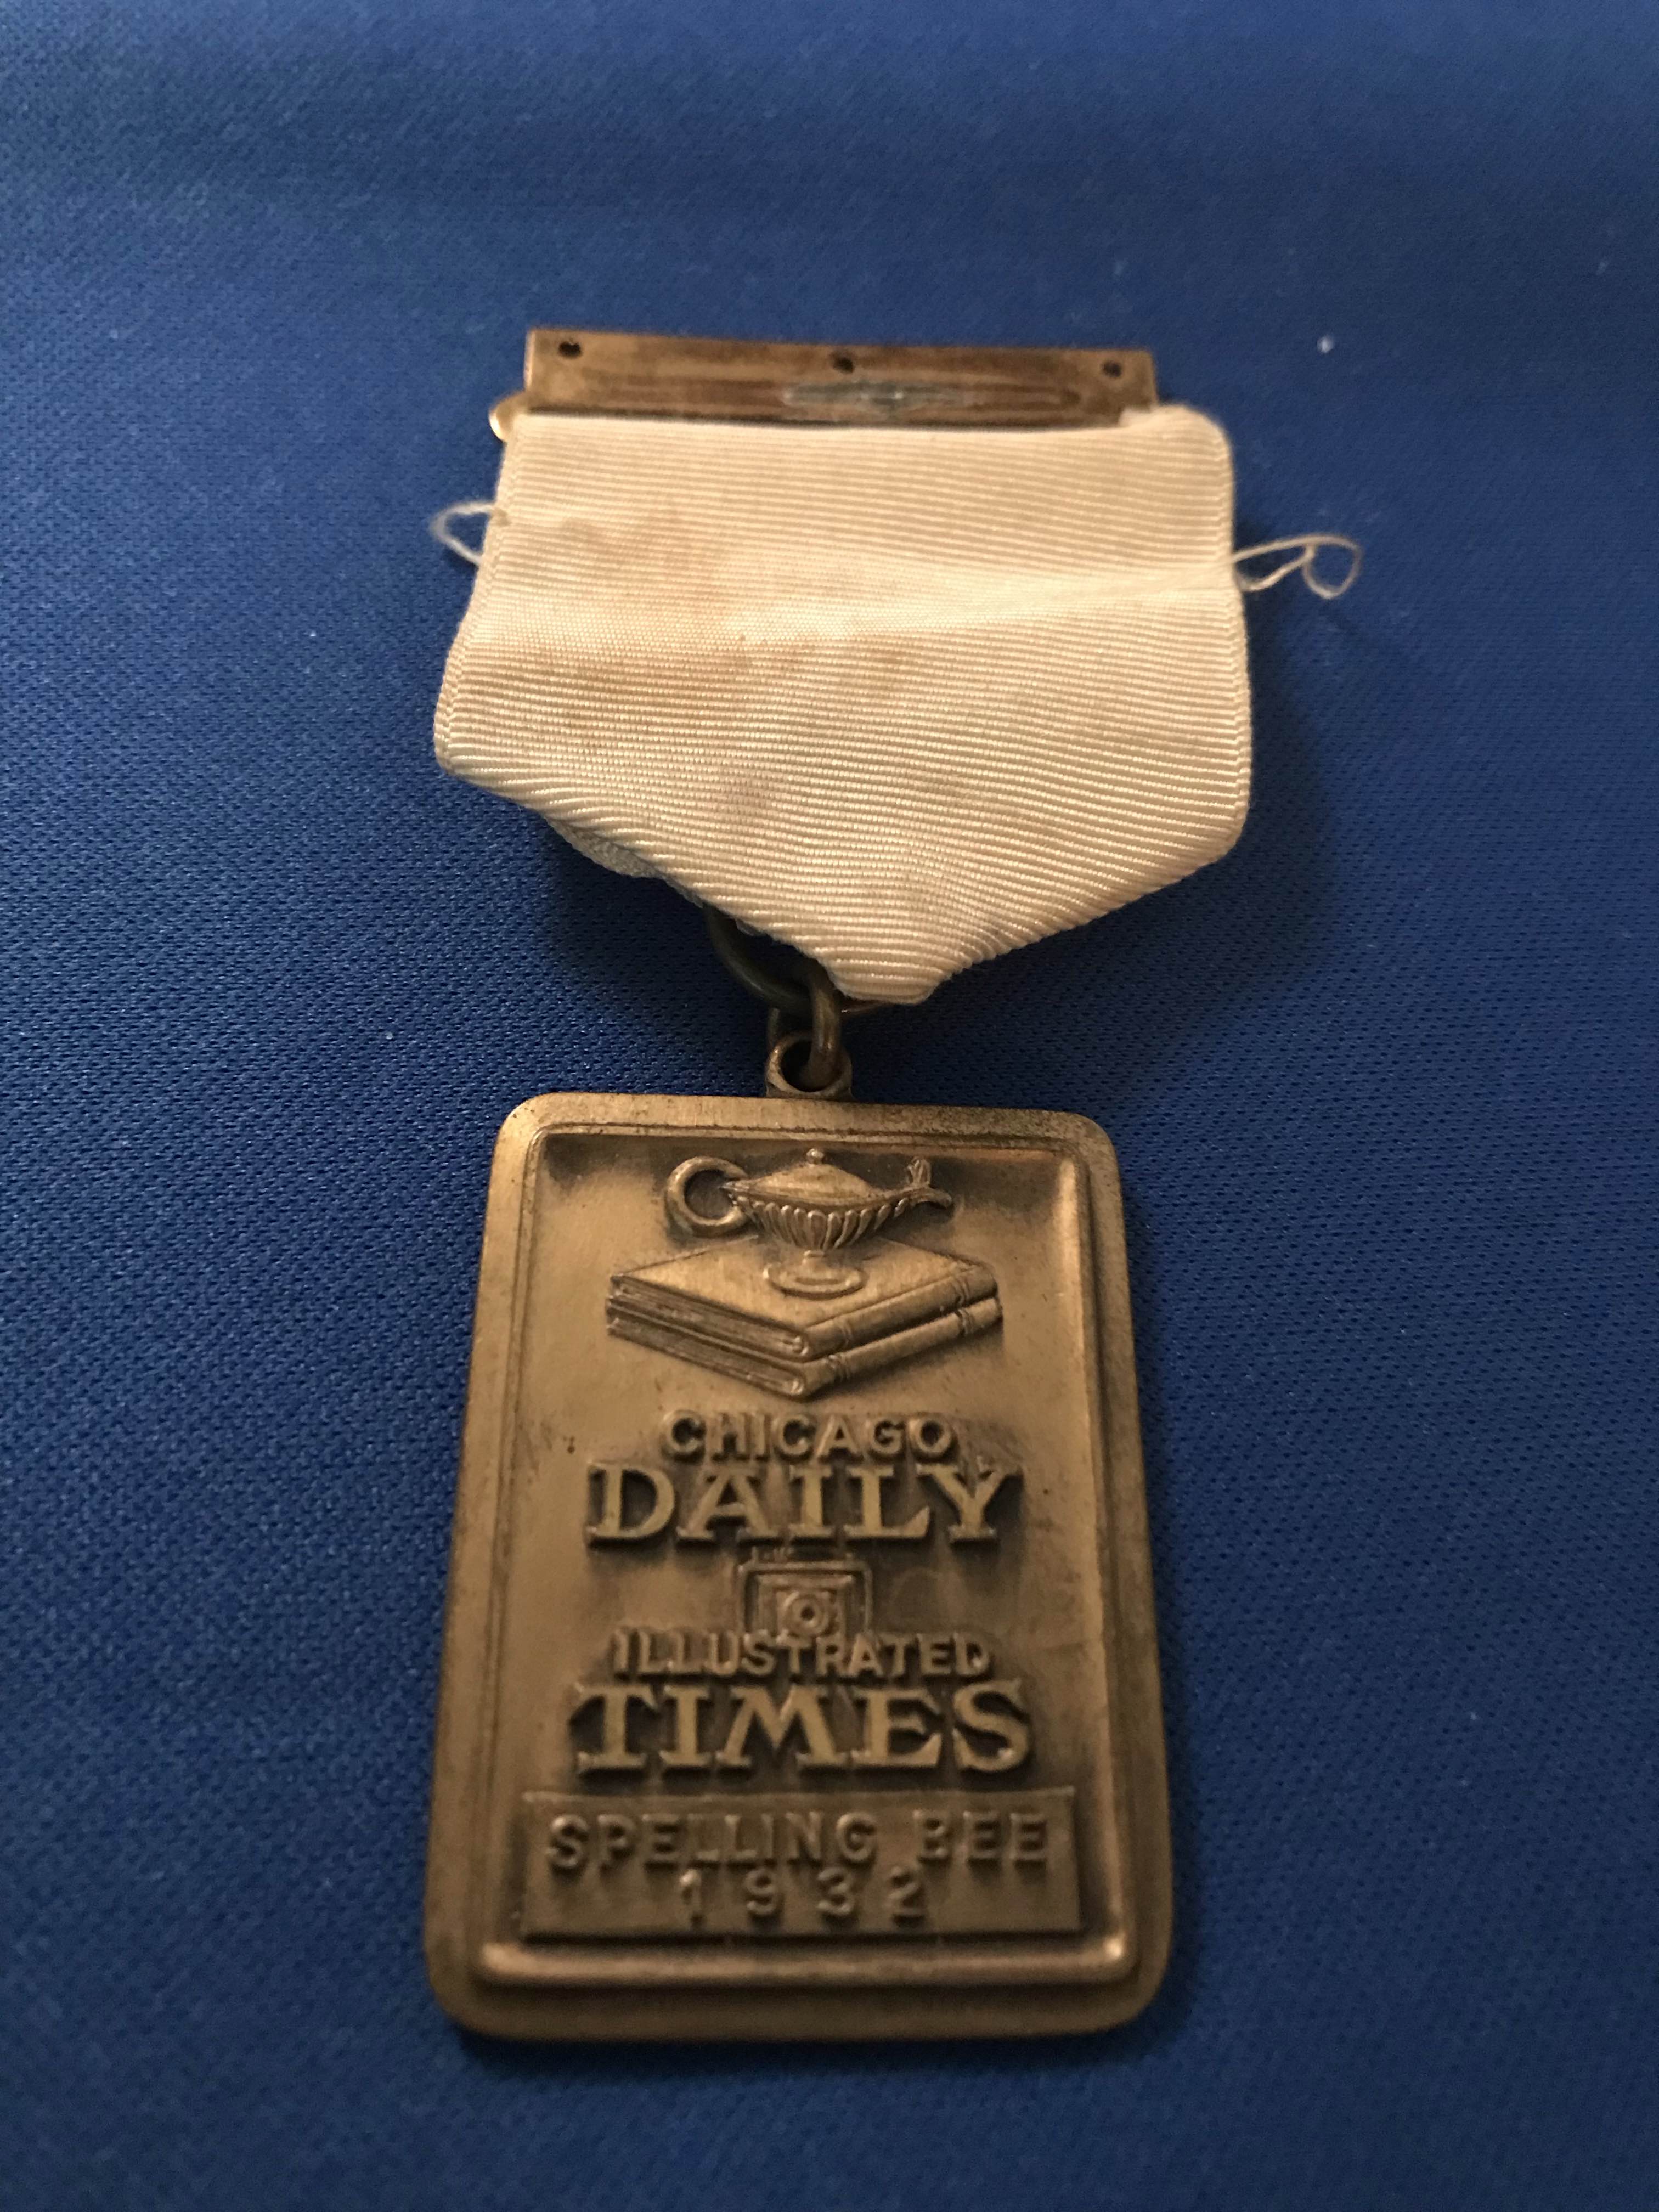 CHICAGO
DAILY
ILLUSTRATED
TIMES
SPELLING BEE
1932